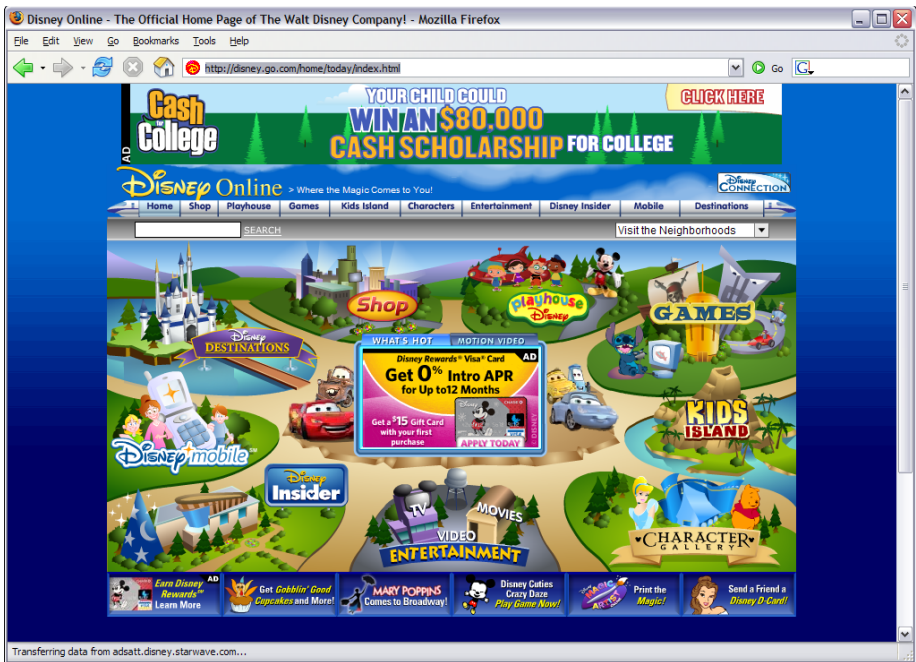 Disney Online - The Official Home Page of The Walt Disney Company! - Mozilla Firefox
File Edit View Go Bookmarks Tools Help
http://disney.go.com/home/today/index.html
Go
G
Cash
for
College
YOUR CHILD COULD
WIN AN $80,000
CASH SCHOLARSHIP FOR COLLEGE
CLICK HERE
AD
Disney Online > Where the Magic Comes to You!
Disney
CONNECTION
Home Shop Playhouse Games Kids Island Characters Entertainment Disney Insider Mobile Destinations
SEARCH
Visit the Neighborhoods
Disney
DESTINATIONS
Shop
Playhouse
Disney
GAMES
WHAT'S HOT MOTION VIDEO
Disney Rewards® Visa® Card
AD
Get 0% Intro APR
for Up to12 Months
Get a $15 Gift Card
with your first
purchase
Disney
VISA
APPLY TODAY
© DISNEY
KIDS
ISLAND
Disney mobile℠
Disney
Insider
TV
MOVIES
VIDEO
ENTERTAINMENT
CHARACTER
GALLERY
Earn Disney
Rewards℠
Learn More
AD
Get Gobblin' Good
Cupcakes and More!
MARY POPPINS
Comes to Broadway!
Disney Cuties
Crazy Daze
Play Game Now!
MAGIC
ARTIST
Print the
Magic!
Send a Friend a
Disney D-Card!
Transferring data from adsatt.disney.starwave.com...